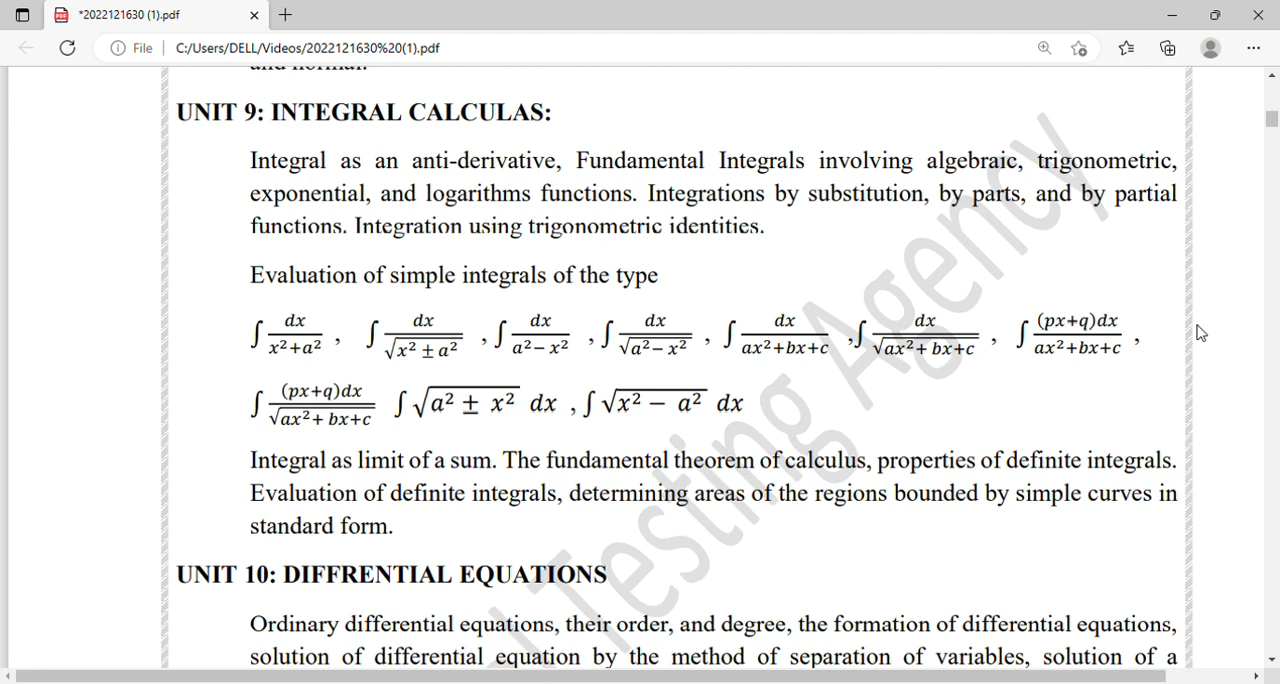 *2022121630 (1).pdf
File
C:/Users/DELL/Videos/2022121630%20(1).pdf
and normal.
UNIT 9: INTEGRAL CALCULAS:
Integral as an anti-derivative, Fundamental Integrals involving algebraic, trigonometric,
exponential, and logarithms functions. Integrations by substitution, by parts, and by partial
functions. Integration using trigonometric identities.
Evaluation of simple integrals of the type
∫ dx/(x²+a²) , ∫ dx/√(x² ± a²) , ∫ dx/(a²− x²) , ∫ dx/√(a²− x²) , ∫ dx/(ax²+bx+c) , ∫ dx/√(ax²+ bx+c) , ∫ (px+q)dx/(ax²+bx+c) ,
∫ (px+q)dx/√(ax²+ bx+c) ∫ √(a² ± x²) dx , ∫ √(x² − a²) dx
Integral as limit of a sum. The fundamental theorem of calculus, properties of definite integrals.
Evaluation of definite integrals, determining areas of the regions bounded by simple curves in
standard form.
UNIT 10: DIFFRENTIAL EQUATIONS
Ordinary differential equations, their order, and degree, the formation of differential equations,
solution of differential equation by the method of separation of variables, solution of a
Testing Agency